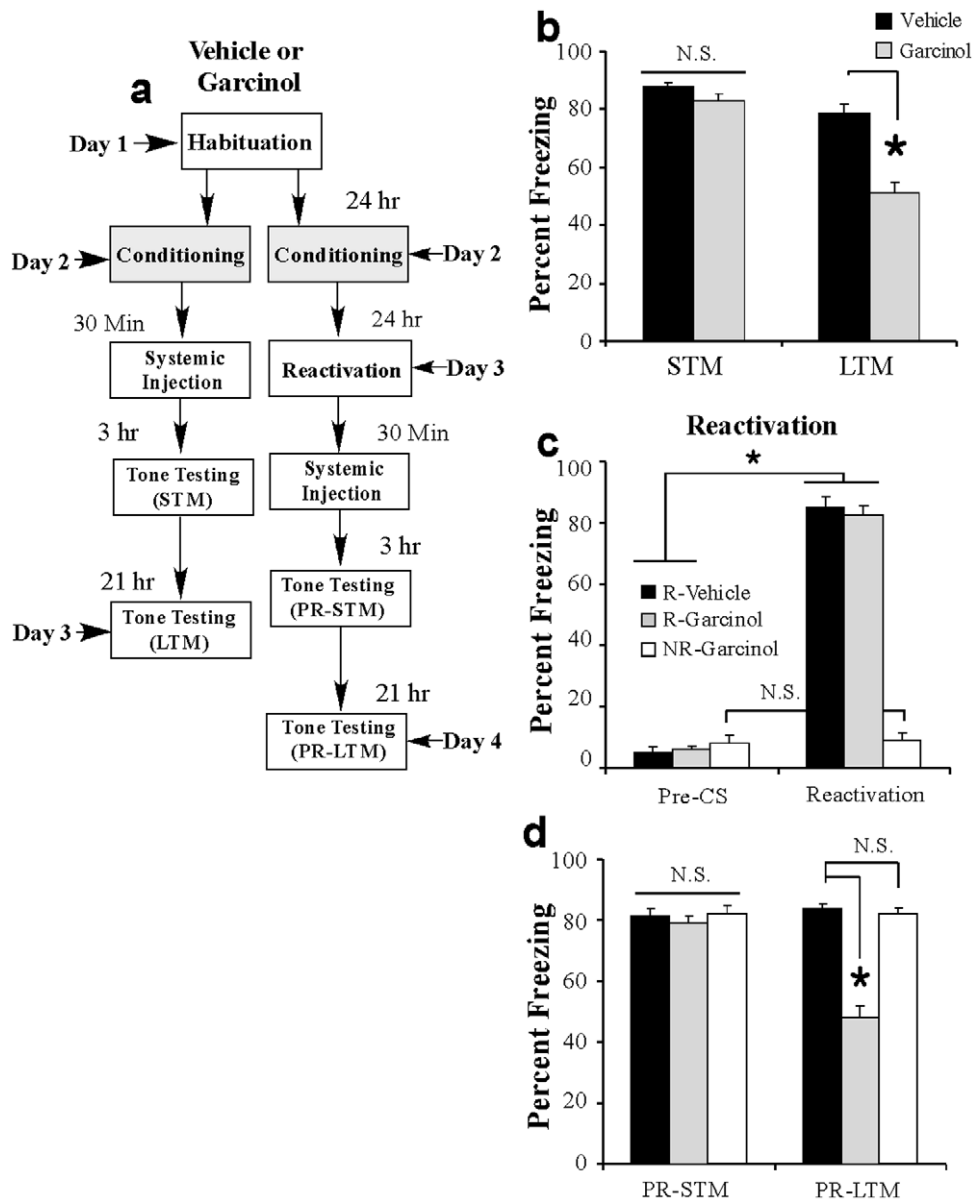 Vehicle or
Garcinol
a
Day 1
Habituation
24 hr
Day 2
Conditioning
Conditioning
Day 2
30 Min
24 hr
Systemic
Injection
Reactivation
Day 3
3 hr
30 Min
Tone Testing
(STM)
Systemic
Injection
21 hr
3 hr
Day 3
Tone Testing
(LTM)
Tone Testing
(PR-STM)
21 hr
Tone Testing
(PR-LTM)
Day 4
b
Vehicle
Garcinol
Percent Freezing
100
80
60
40
20
0
N.S.
*
STM
LTM
c
Reactivation
Percent Freezing
100
80
60
40
20
0
*
R-Vehicle
R-Garcinol
NR-Garcinol
N.S.
Pre-CS
Reactivation
d
Percent Freezing
100
80
60
40
20
0
N.S.
N.S.
*
PR-STM
PR-LTM